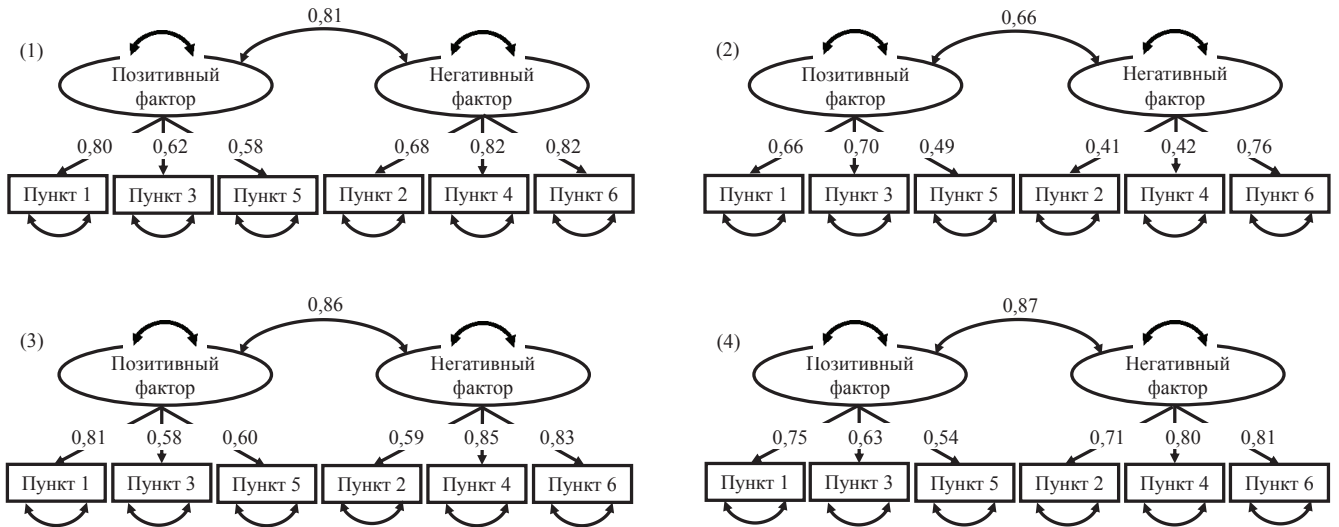 (1)
0,81
Позитивный
фактор
Негативный
фактор
0,80 0,62 0,58 0,68 0,82 0,82
Пункт 1 Пункт 3 Пункт 5 Пункт 2 Пункт 4 Пункт 6
(2)
0,66
Позитивный
фактор
Негативный
фактор
0,66 0,70 0,49 0,41 0,42 0,76
Пункт 1 Пункт 3 Пункт 5 Пункт 2 Пункт 4 Пункт 6
(3)
0,86
Позитивный
фактор
Негативный
фактор
0,81 0,58 0,60 0,59 0,85 0,83
Пункт 1 Пункт 3 Пункт 5 Пункт 2 Пункт 4 Пункт 6
(4)
0,87
Позитивный
фактор
Негативный
фактор
0,75 0,63 0,54 0,71 0,80 0,81
Пункт 1 Пункт 3 Пункт 5 Пункт 2 Пункт 4 Пункт 6